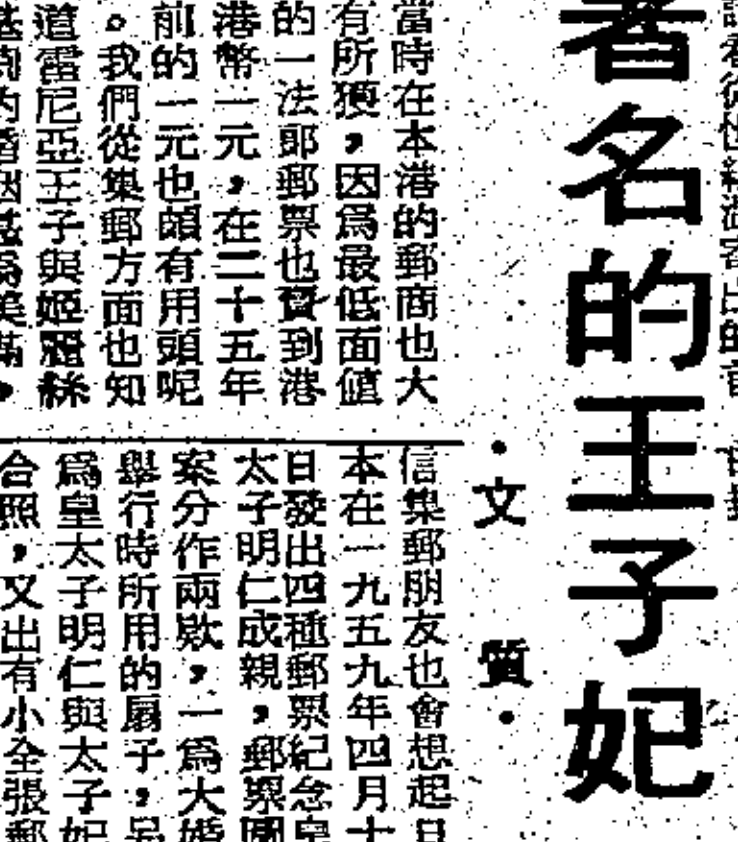 著名的王子妃
·文 質·
當時在本港的郵商也大
有所獲，因爲最低面値
的一法郎郵票也賣到港
港幣一元，在二十五年
前的一元也頗有用頭呢
。我們從集郵方面也知
道雷尼亞王子與姬麗絲
信集郵朋友也會想起日
本在一九五九年四月十
日發出四種郵票紀念皇
太子明仁成親，郵票圖
案分作兩欵，一爲大婚
舉行時所用的扇子，另
爲皇太子明仁與太子妃
合照，又出有小全張郵